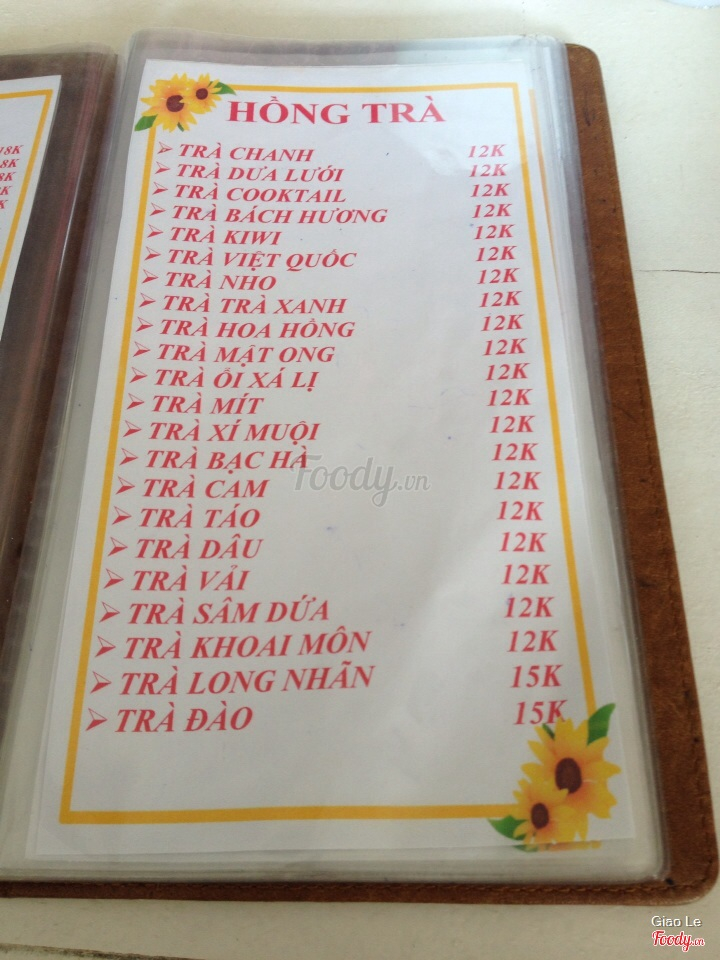 18K
8K
8K
K
K
HỒNG TRÀ
TRÀ CHANH 12K
TRÀ DƯA LƯỚI 12K
TRÀ COOKTAIL 12K
TRÀ BÁCH HƯƠNG 12K
TRÀ KIWI 12K
TRÀ VIỆT QUỐC 12K
TRÀ NHO 12K
TRÀ TRÀ XANH 12K
TRÀ HOA HỒNG 12K
TRÀ MẬT ONG 12K
TRÀ ỔI XÁ LỊ 12K
TRÀ MÍT 12K
TRÀ XÍ MUỘI 12K
TRÀ BẠC HÀ 12K
TRÀ CAM 12K
TRÀ TÁO 12K
TRÀ DÂU 12K
TRÀ VẢI 12K
TRÀ SÂM DỨA 12K
TRÀ KHOAI MÔN 12K
TRÀ LONG NHÃN 15K
TRÀ ĐÀO 15K
Foody.vn
Giao Le
Foody.vn